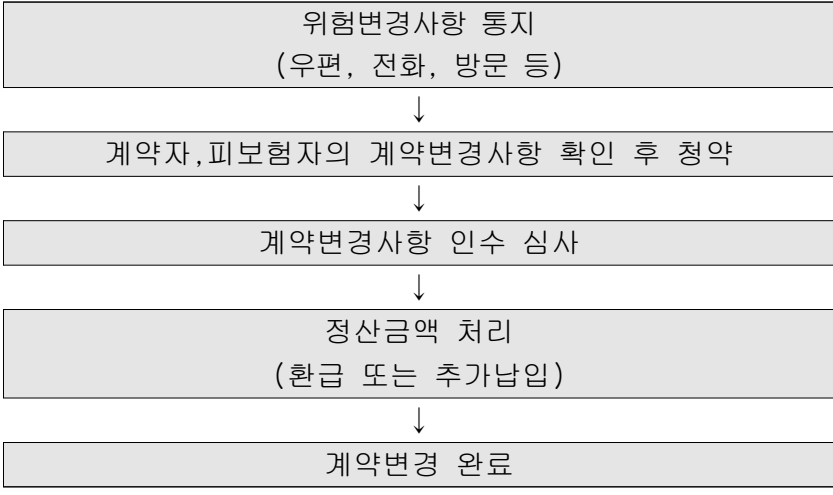 위험변경사항 통지
(우편, 전화, 방문 등)
↓
계약자,피보험자의 계약변경사항 확인 후 청약
↓
계약변경사항 인수 심사
↓
정산금액 처리
(환급 또는 추가납입)
↓
계약변경 완료